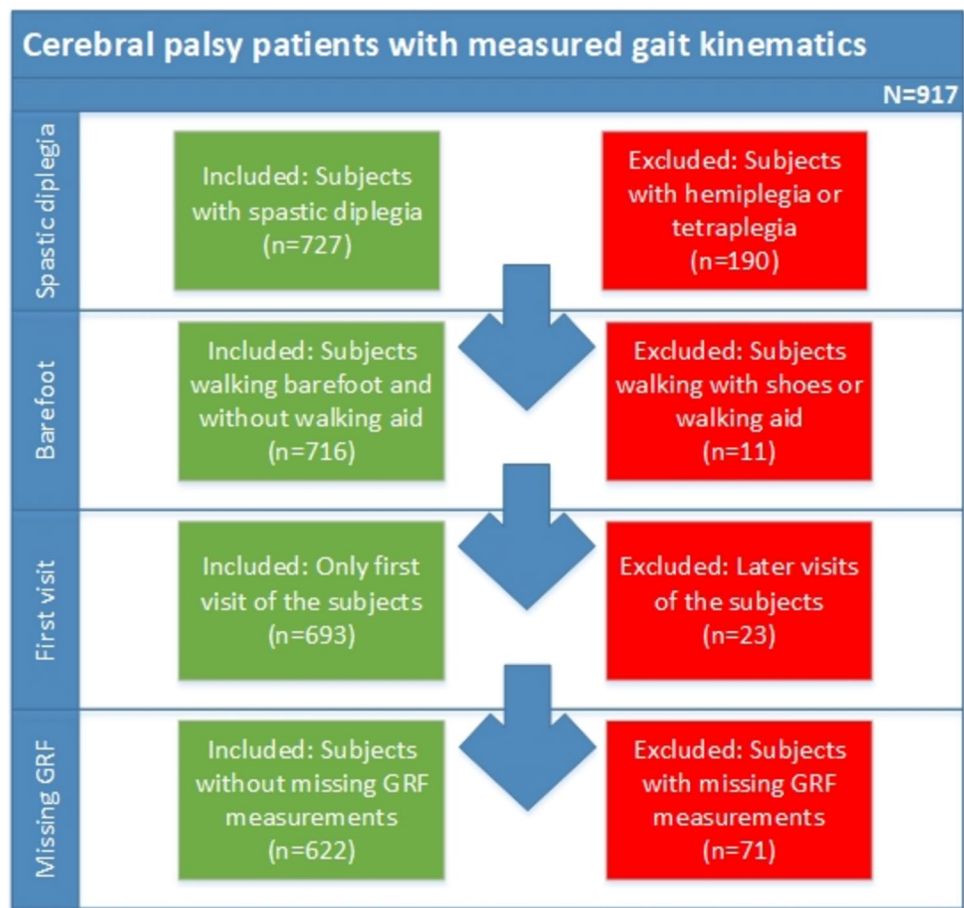 Cerebral palsy patients with measured gait kinematics
N=917
Spastic diplegia
Included: Subjects
with spastic diplegia
(n=727)
Excluded: Subjects
with hemiplegia or
tetraplegia
(n=190)
Barefoot
Included: Subjects
walking barefoot and
without walking aid
(n=716)
Excluded: Subjects
walking with shoes or
walking aid
(n=11)
First visit
Included: Only first
visit of the subjects
(n=693)
Excluded: Later visits
of the subjects
(n=23)
Missing GRF
Included: Subjects
without missing GRF
measurements
(n=622)
Excluded: Subjects
with missing GRF
measurements
(n=71)